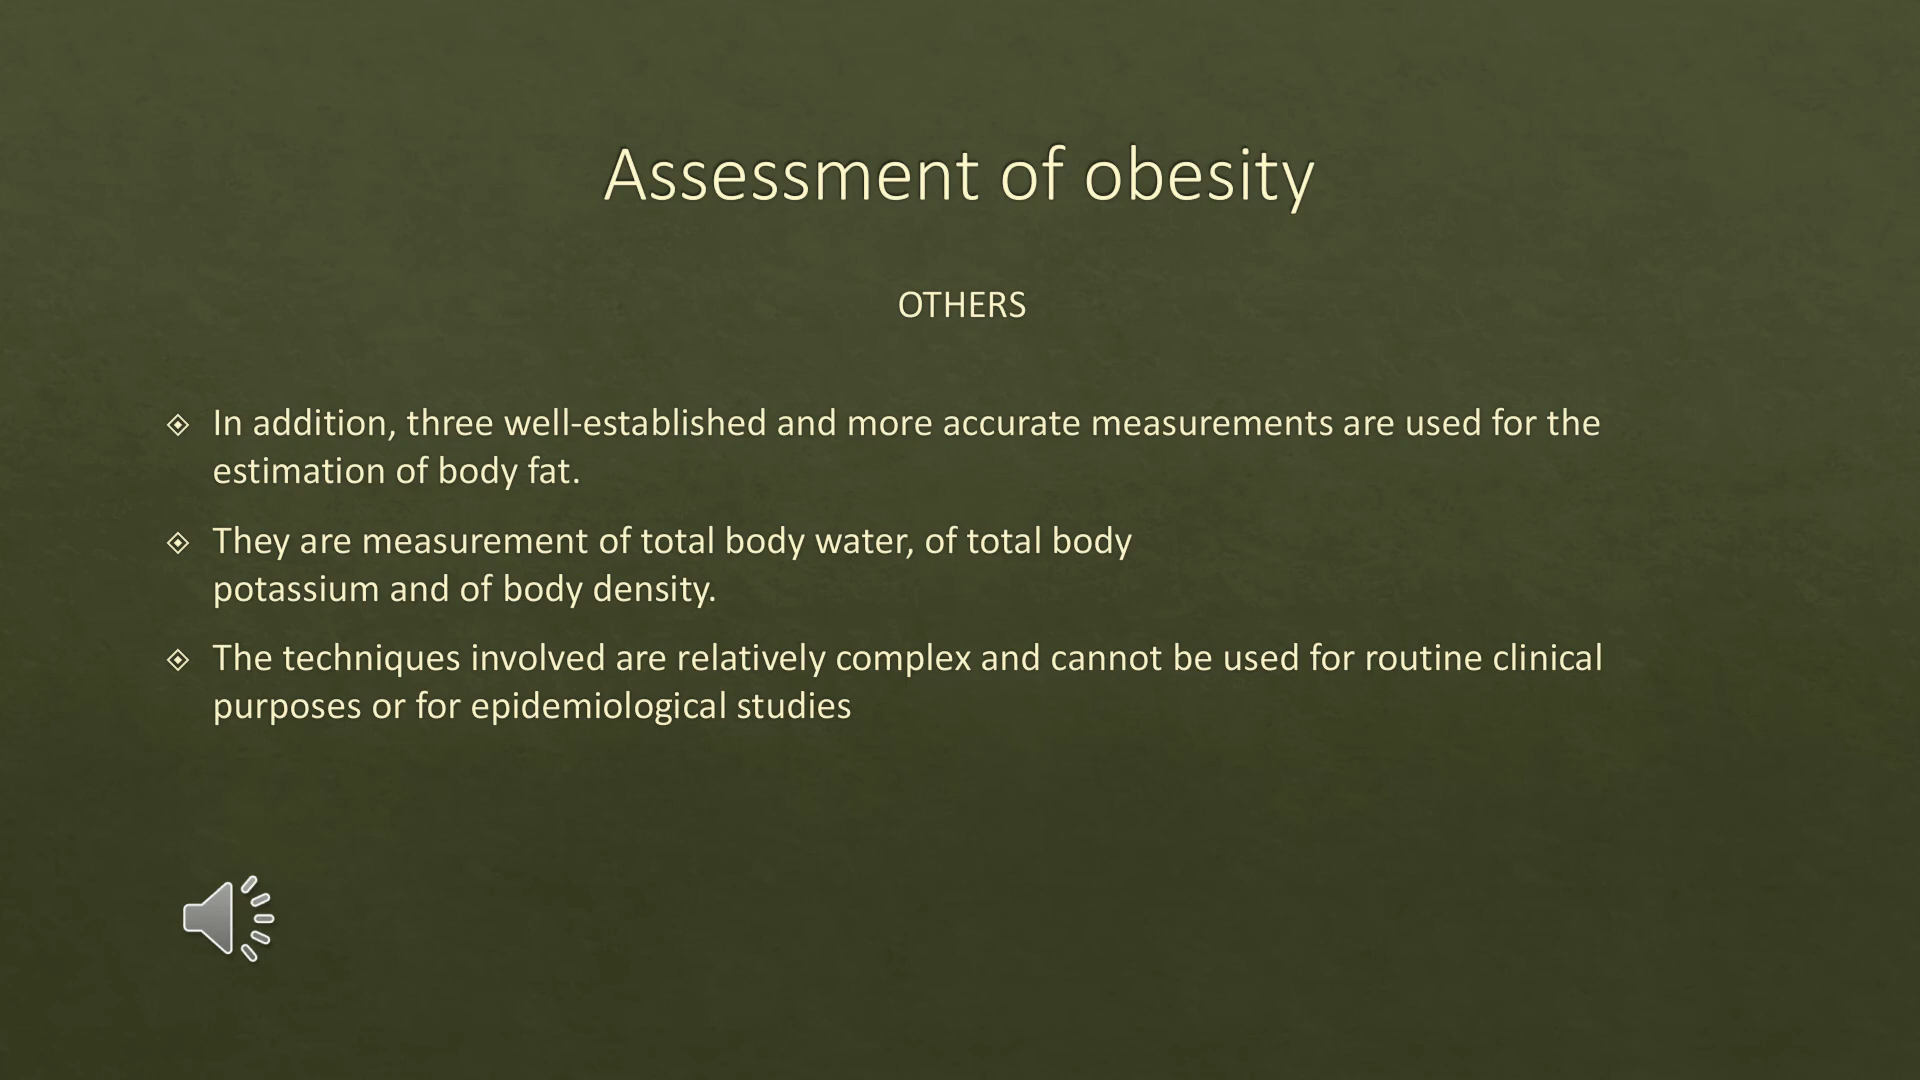 Assessment of obesity
OTHERS
In addition, three well-established and more accurate measurements are used for the
estimation of body fat.
They are measurement of total body water, of total body
potassium and of body density.
The techniques involved are relatively complex and cannot be used for routine clinical
purposes or for epidemiological studies